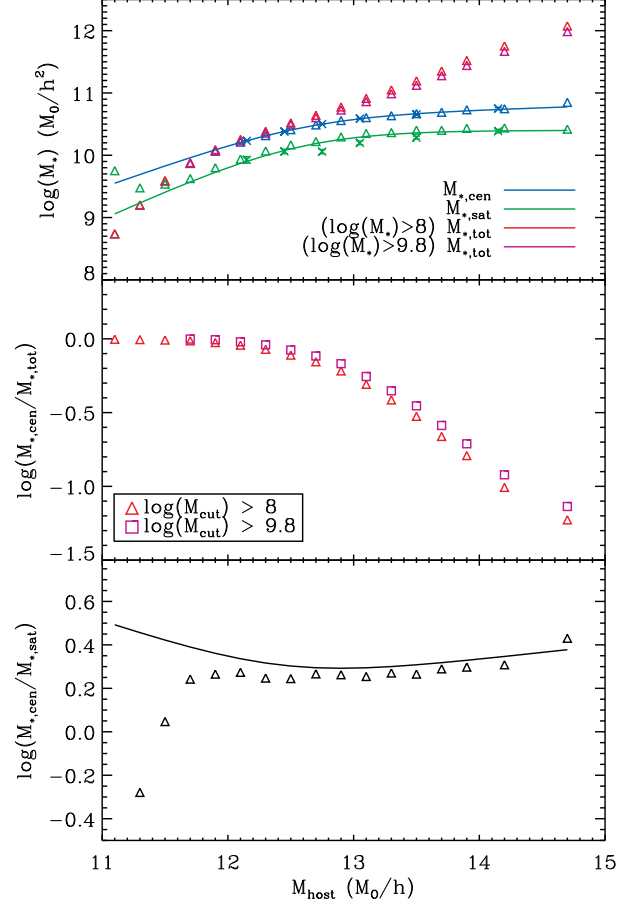 12
11
10
9
8
log(M*) (M0/h²)
M*,cen
M*,sat
(log(M*)>8) M*,tot
(log(M*)>9.8) M*,tot
0.0
−0.5
−1.0
−1.5
log(M*,cen/M*,tot)
log(Mcut) > 8
log(Mcut) > 9.8
0.6
0.4
0.2
0.0
−0.2
−0.4
log(M*,cen/M*,sat)
11 12 13 14 15
Mhost (M0/h)